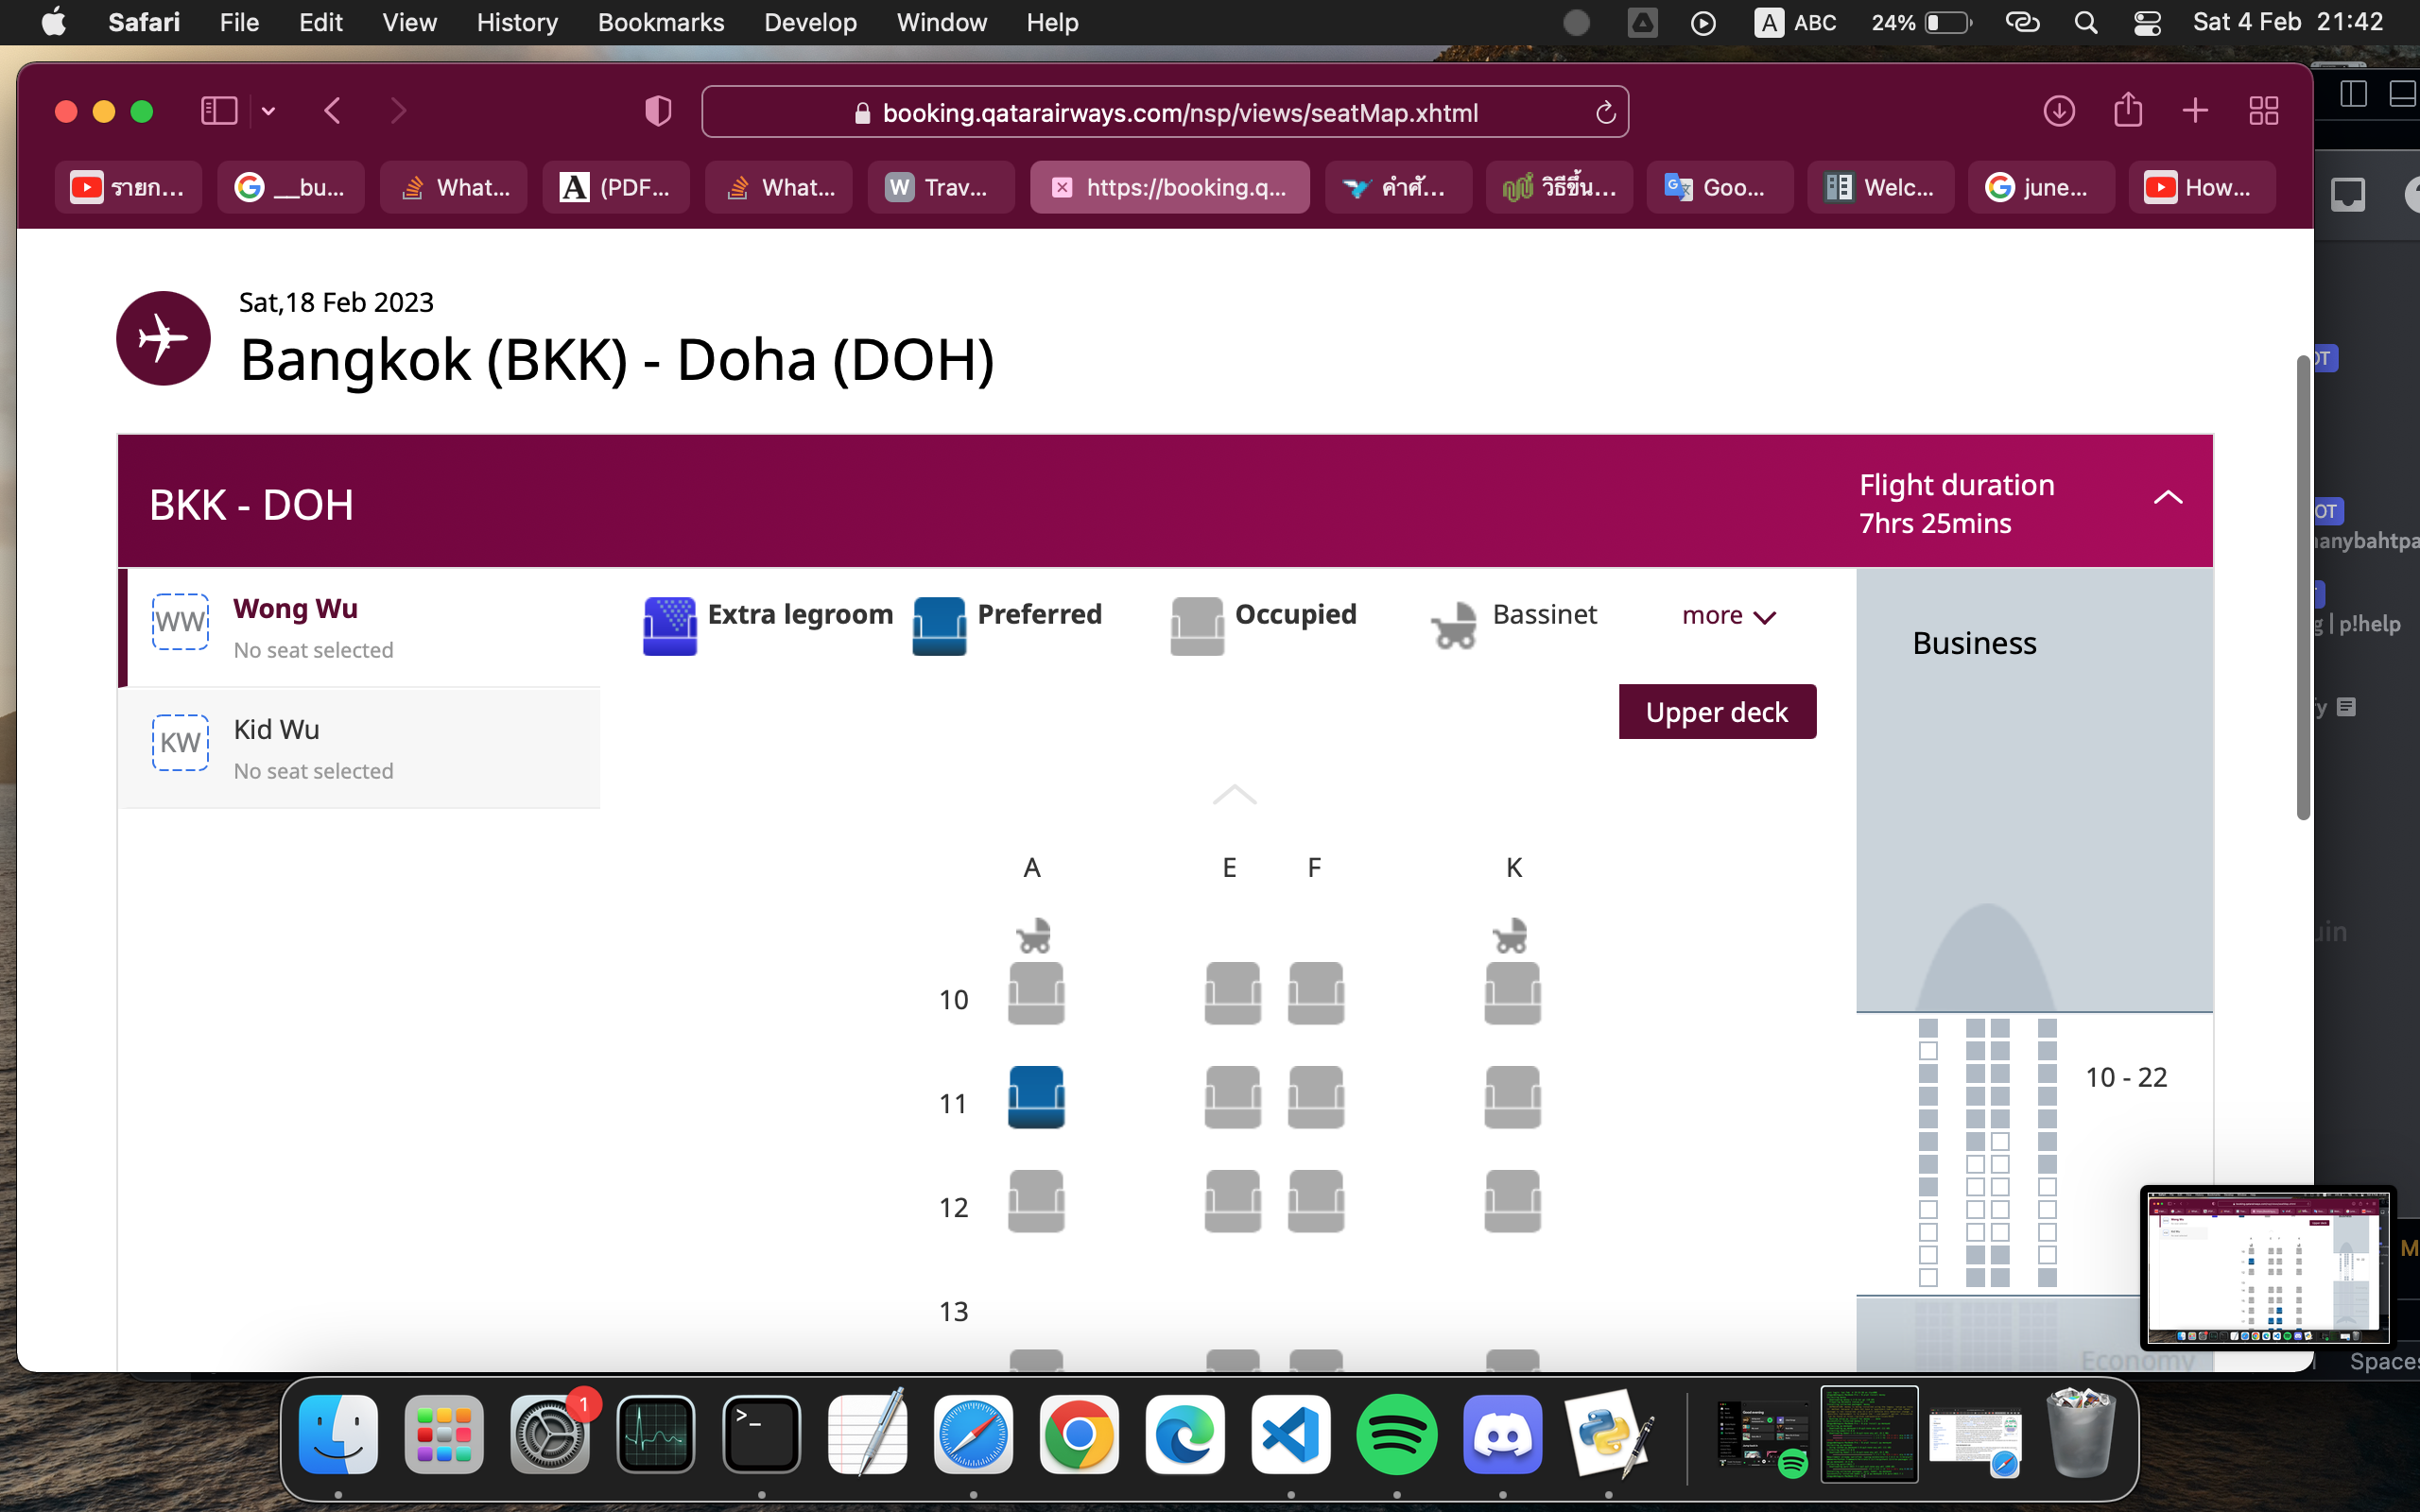 Safari File Edit View History Bookmarks Develop Window Help A ABC 24% Sat 4 Feb 21:42
booking.qatarairways.com/nsp/views/seatMap.xhtml
รายก... __bu... What... A (PDF... What... W Trav... https://booking.q... คำศั... วิธีขึ้น... Goo... Welc... june... How...
Sat,18 Feb 2023
Bangkok (BKK) - Doha (DOH)
BKK - DOH
Flight duration
7hrs 25mins
WW Wong Wu
No seat selected
KW Kid Wu
No seat selected
Extra legroom Preferred Occupied Bassinet more
Upper deck
Business
A E F K
10
11
12
13
10 - 22
Economy
OT
p!help
Spaces
1
>_